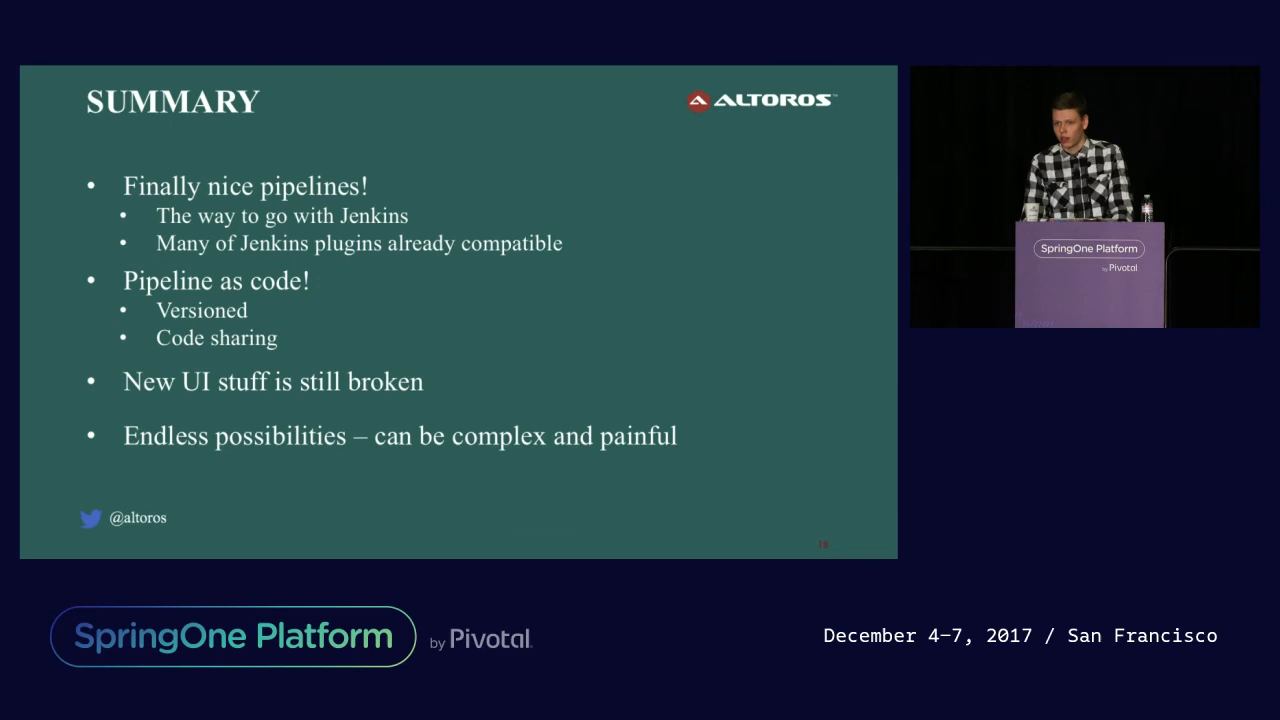 SUMMARY
ALTOROS
• Finally nice pipelines!
• The way to go with Jenkins
• Many of Jenkins plugins already compatible
• Pipeline as code!
• Versioned
• Code sharing
• New UI stuff is still broken
• Endless possibilities – can be complex and painful
@altoros
18
SpringOne Platform
by Pivotal
SpringOne Platform by Pivotal
December 4–7, 2017 / San Francisco